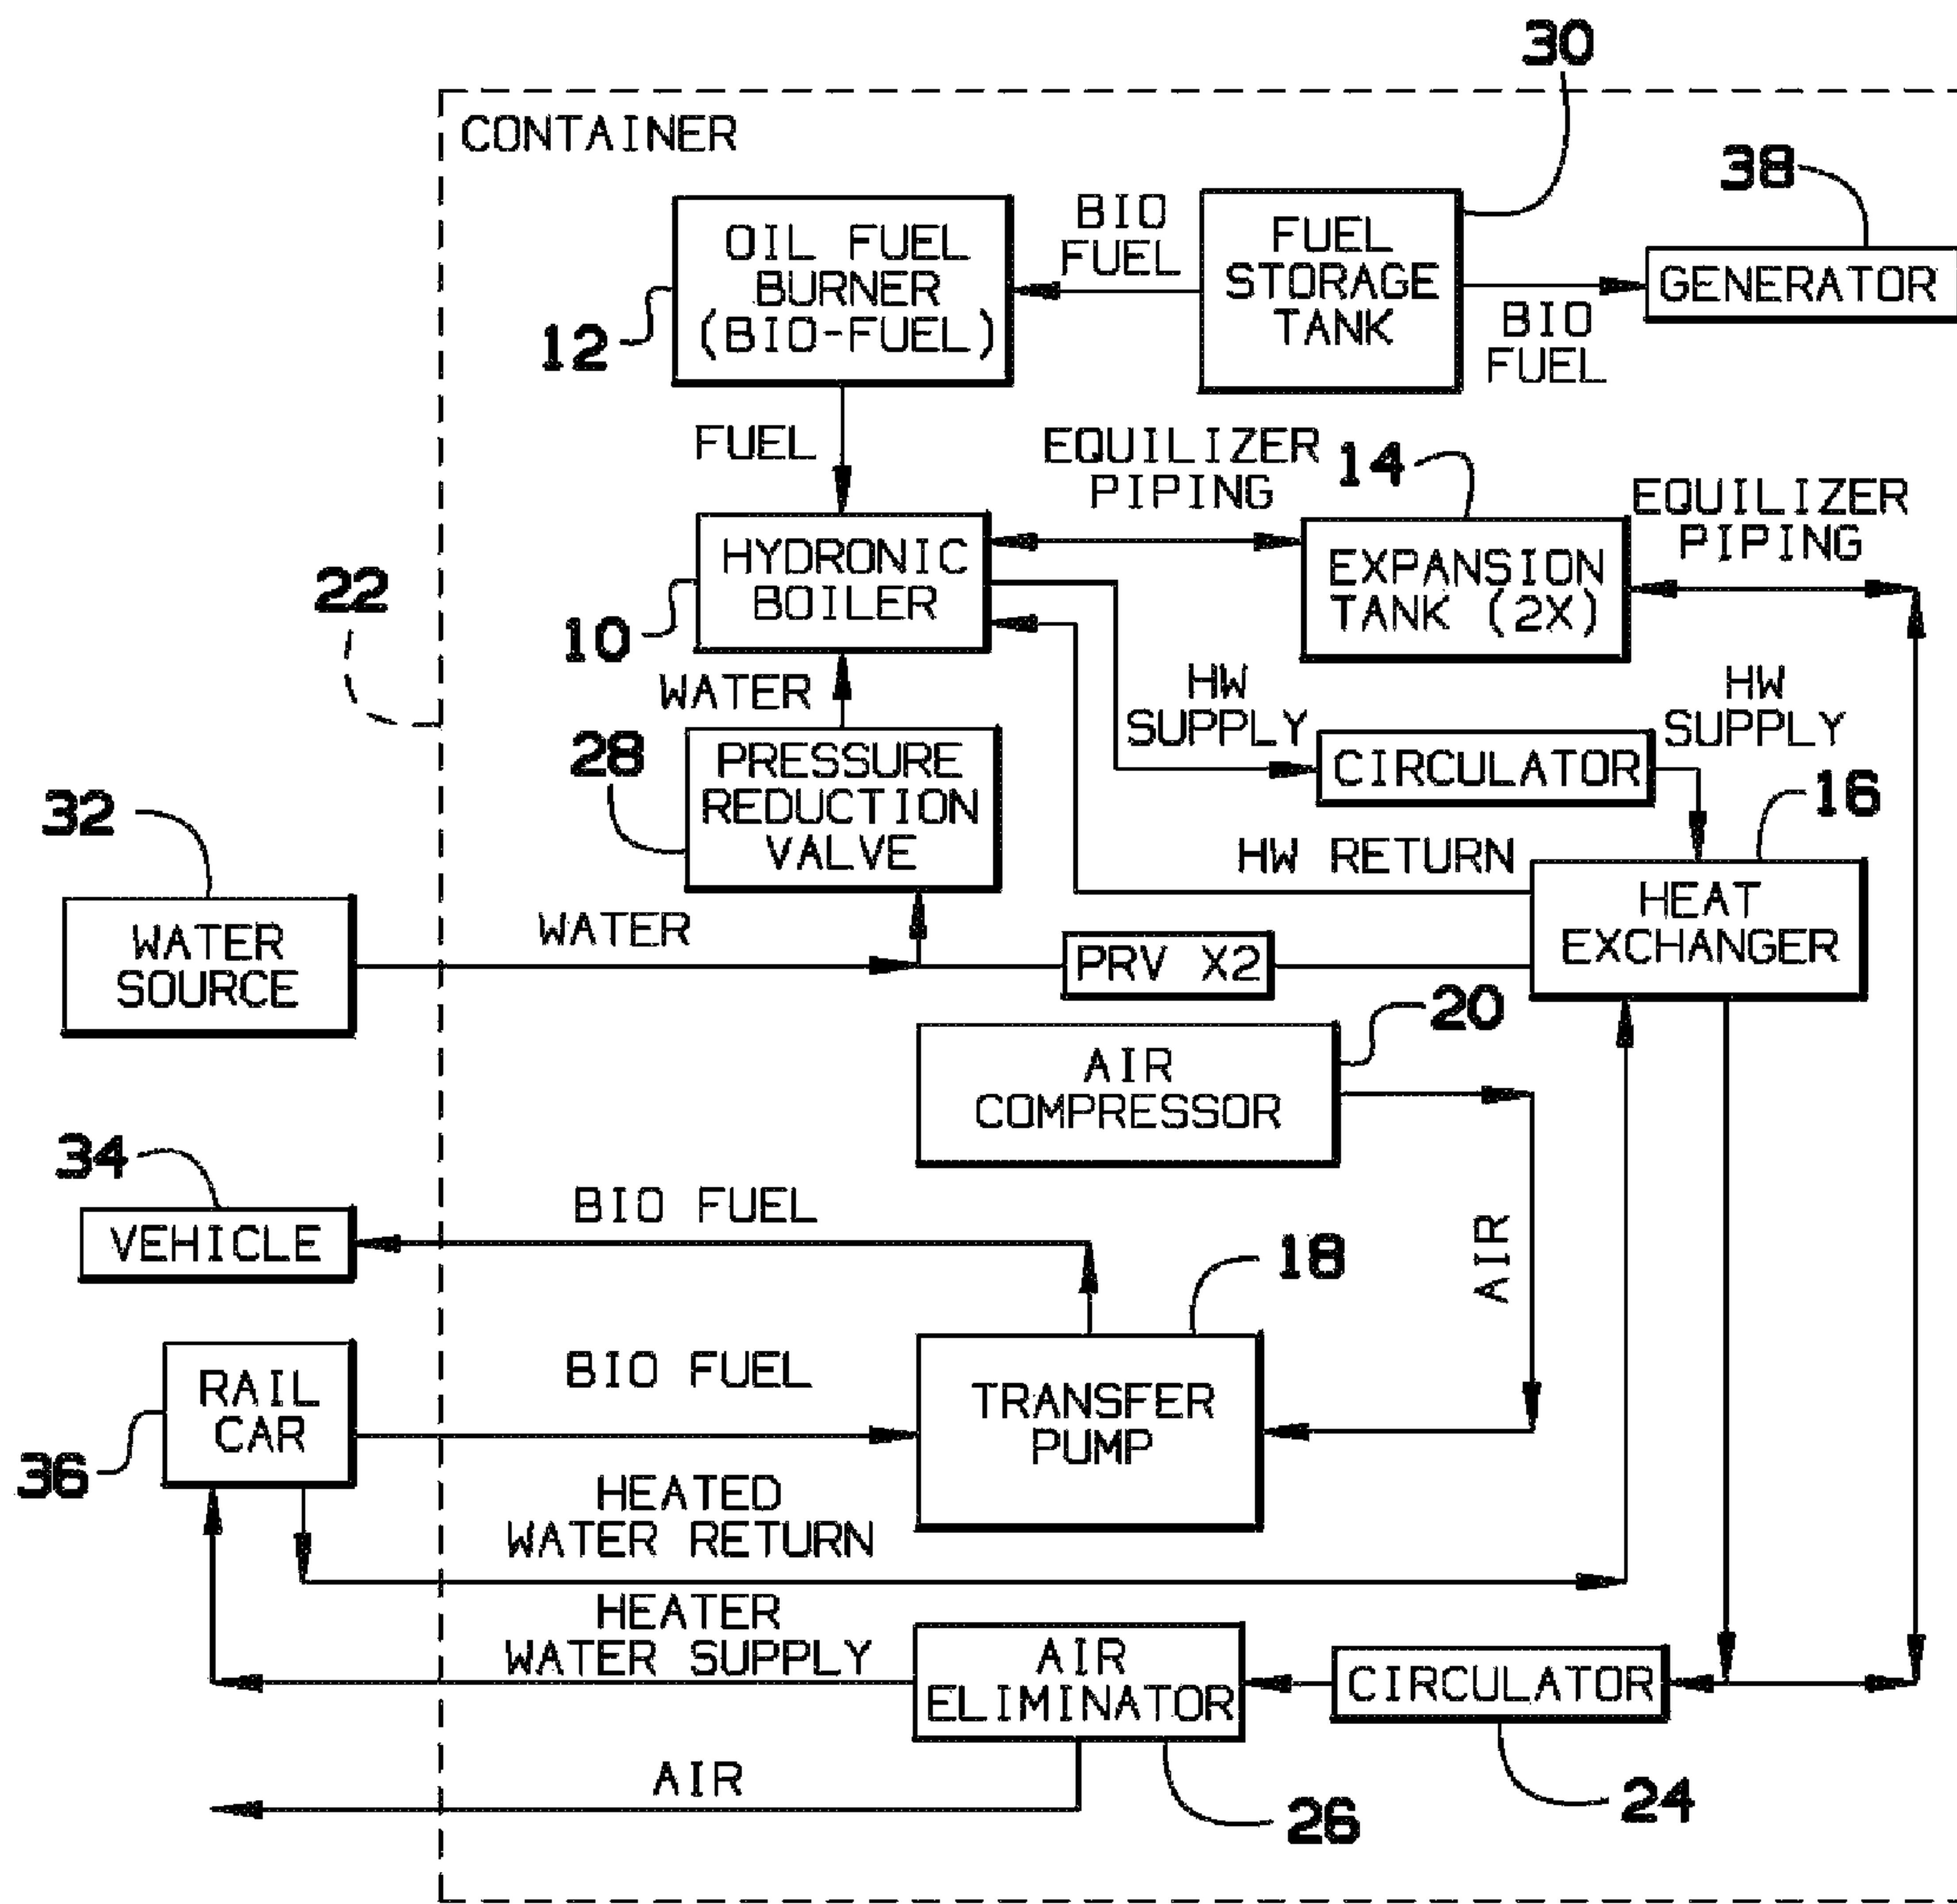 30
CONTAINER
38
OIL FUEL
BURNER
(BIO-FUEL)
12
BIO
FUEL
FUEL
STORAGE
TANK
BIO
FUEL
GENERATOR
FUEL
EQUILIZER
PIPING
14
EQUILIZER
PIPING
HYDRONIC
BOILER
10
EXPANSION
TANK (2X)
22
WATER
HW
SUPPLY
HW
SUPPLY
CIRCULATOR
28
PRESSURE
REDUCTION
VALVE
16
32
HW RETURN
HEAT
EXCHANGER
WATER
SOURCE
WATER
PRV X2
20
AIR
COMPRESSOR
34
VEHICLE
BIO FUEL
AIR
18
RAIL
CAR
36
BIO FUEL
TRANSFER
PUMP
HEATED
WATER RETURN
HEATER
WATER SUPPLY
AIR
ELIMINATOR
CIRCULATOR
AIR
26
24